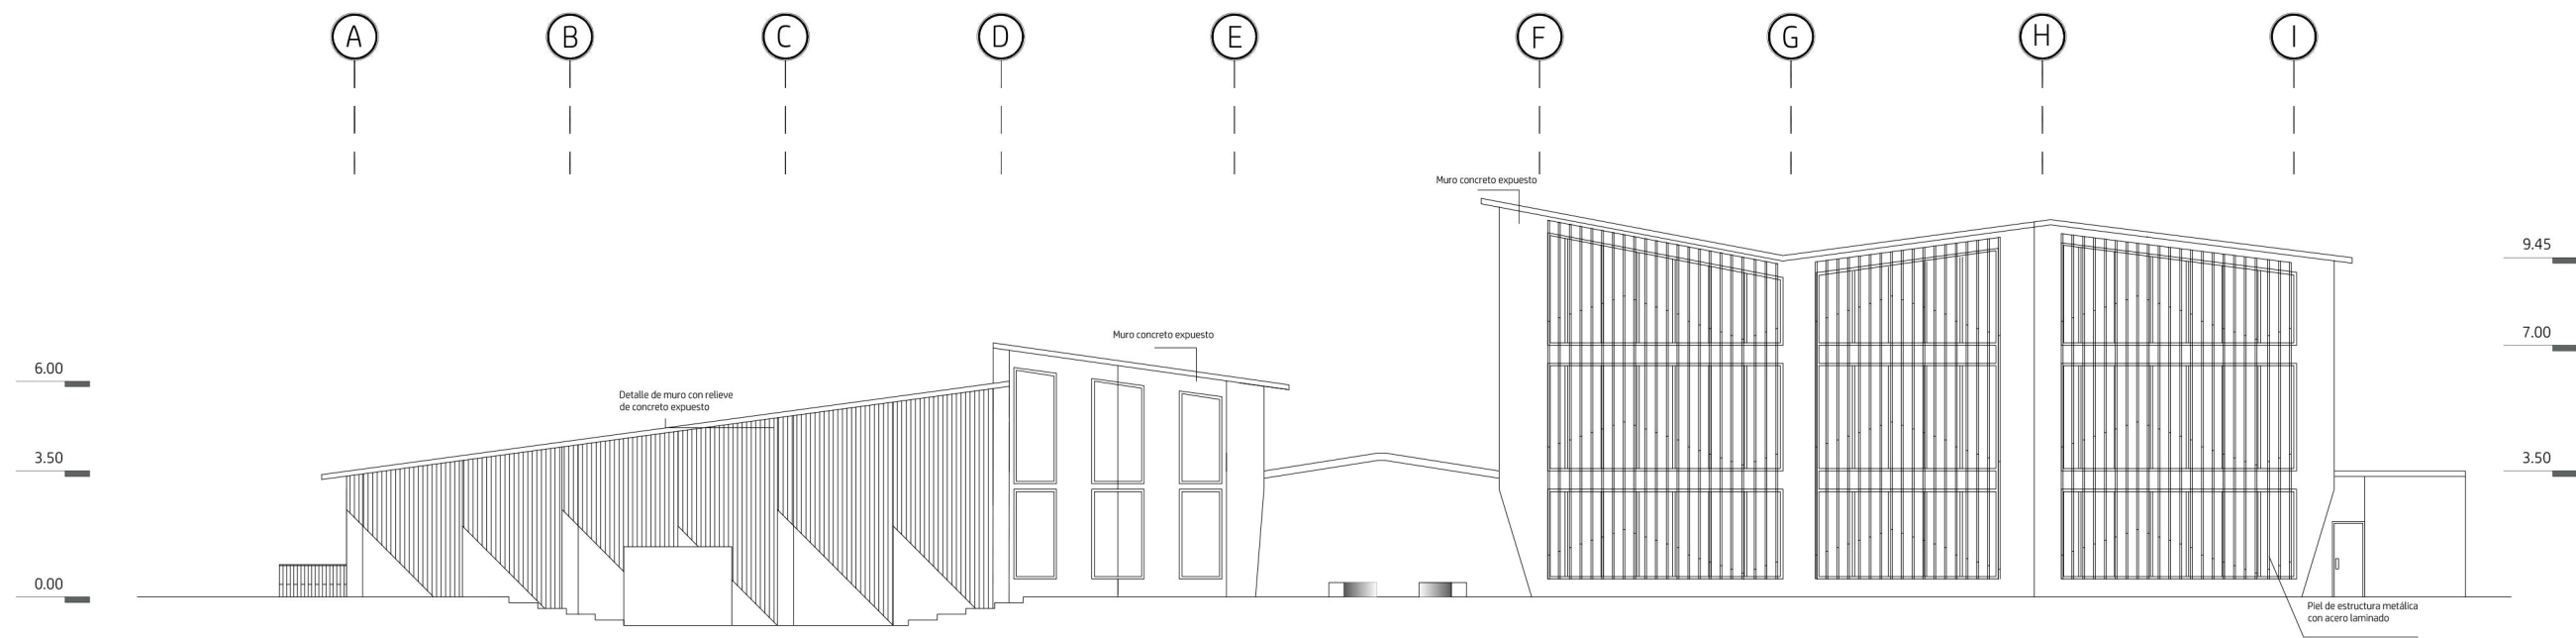 A
B
C
D
E
F
G
H
I
Muro concreto expuesto
9.45
Muro concreto expuesto
7.00
6.00
Detalle de muro con relieve
de concreto expuesto
3.50
3.50
0.00
Piel de estructura metálica
con acero laminado